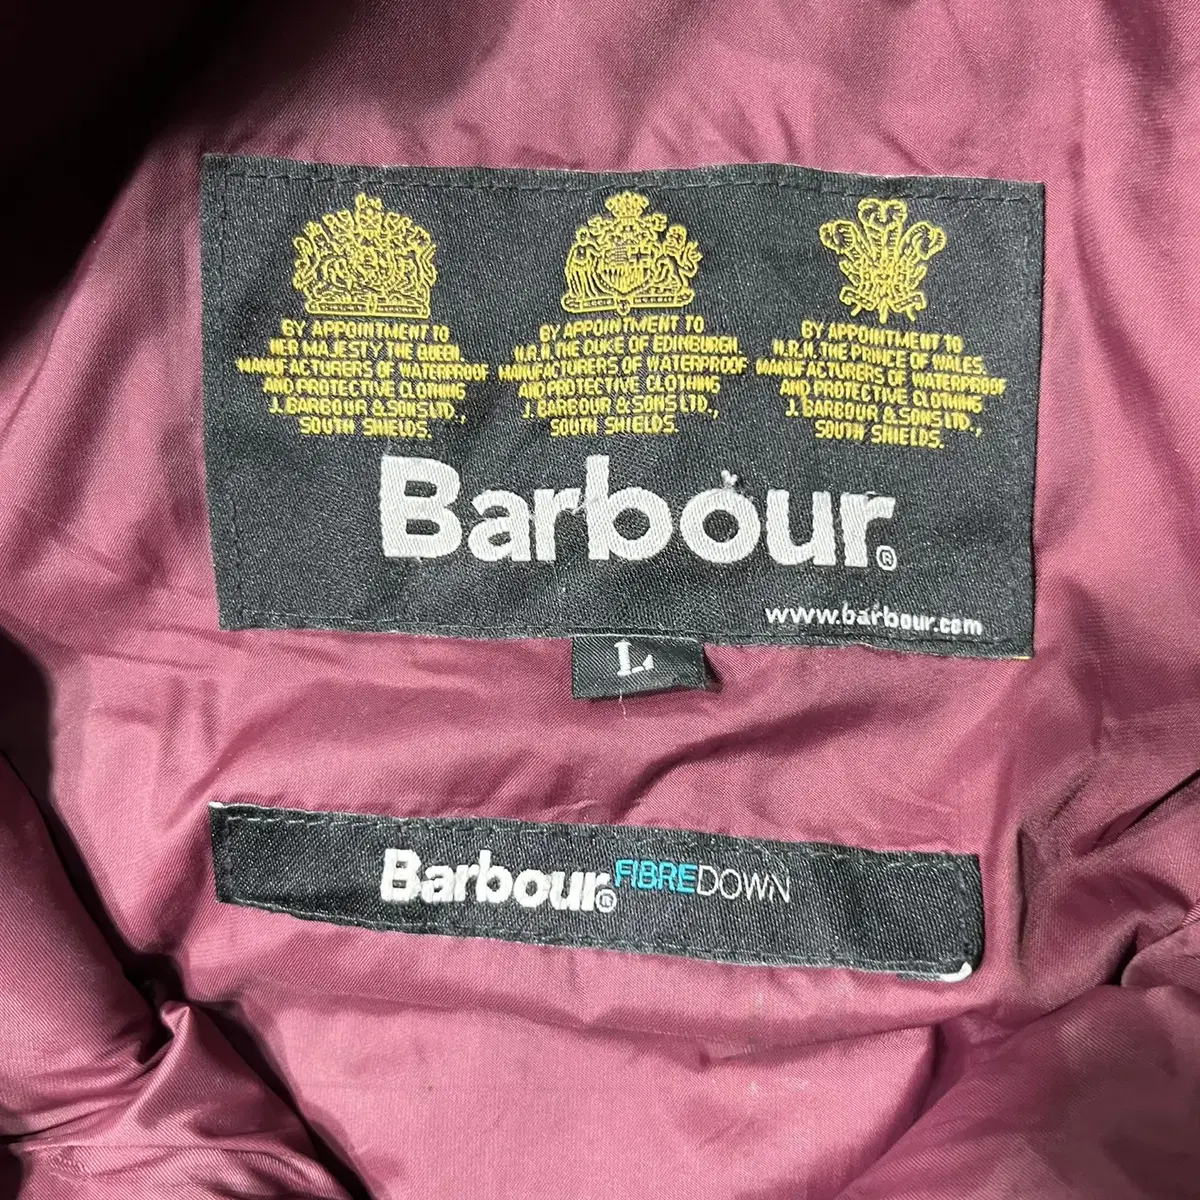 BY APPOINTMENT TO
HER MAJESTY THE QUEEN.
MANUFACTURERS OF WATERPROOF
AND PROTECTIVE CLOTHING
J. BARBOUR & SONS LTD.,
SOUTH SHIELDS.
BY APPOINTMENT TO
H.R.H. THE DUKE OF EDINBURGH
MANUFACTURERS OF WATERPROOF
AND PROTECTIVE CLOTHING
J. BARBOUR & SONS LTD.,
SOUTH SHIELDS.
BY APPOINTMENT TO
H.R.H. THE PRINCE OF WALES.
MANUFACTURERS OF WATERPROOF
AND PROTECTIVE CLOTHING
J. BARBOUR & SONS LTD.,
SOUTH SHIELDS.
Barbour®
www.barbour.com
L
Barbour® FIBREDOWN